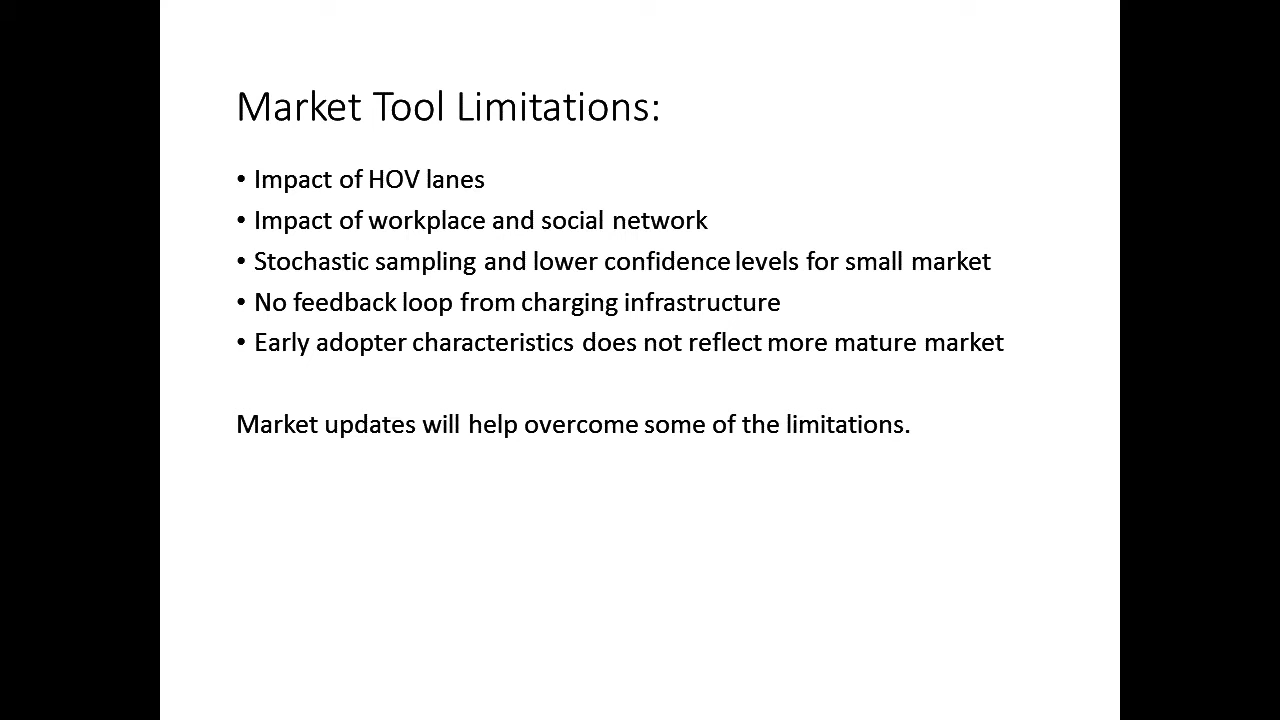 Market Tool Limitations:
• Impact of HOV lanes
• Impact of workplace and social network
• Stochastic sampling and lower confidence levels for small market
• No feedback loop from charging infrastructure
• Early adopter characteristics does not reflect more mature market
Market updates will help overcome some of the limitations.